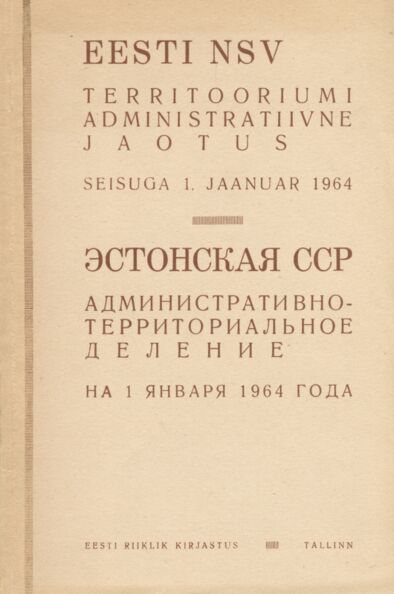 EESTI NSV
TERRITOORIUMI
ADMINISTRATIIVNE
JAOTUS
SEISUGA 1. JAANUAR 1964
ЭСТОНСКАЯ ССР
АДМИНИСТРАТИВНО-
ТЕРРИТОРИАЛЬНОЕ
ДЕЛЕНИЕ
НА 1 ЯНВАРЯ 1964 ГОДА
EESTI RIIKLIK KIRJASTUS TALLINN